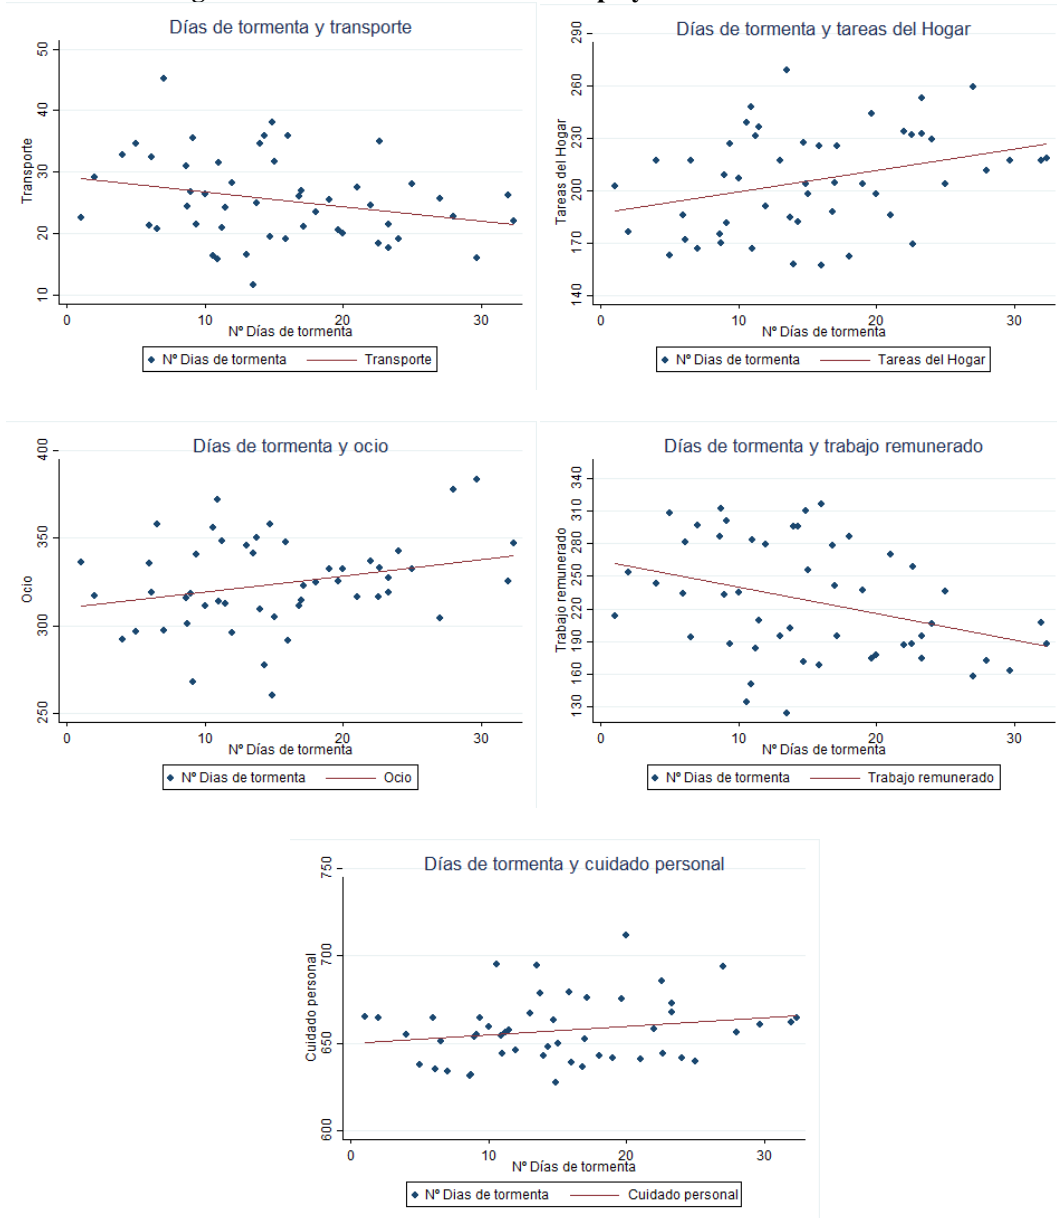 Días de tormenta y transporte
50
40
30
20
10
Transporte
0 10 20 30
Nº Días de tormenta
Nº Dias de tormenta Transporte
Días de tormenta y tareas del Hogar
290
260
230
200
170
140
Tareas del Hogar
0 10 20 30
Nº Días de tormenta
Nº Dias de tormenta Tareas del Hogar
Días de tormenta y ocio
400
350
300
250
Ocio
0 10 20 30
Nº Días de tormenta
Nº Dias de tormenta Ocio
Días de tormenta y trabajo remunerado
340
310
280
250
220
190
160
130
Trabajo remunerado
0 10 20 30
Nº Días de tormenta
Nº Dias de tormenta Trabajo remunerado
Días de tormenta y cuidado personal
750
700
650
600
Cuidado personal
0 10 20 30
Nº Días de tormenta
Nº Dias de tormenta Cuidado personal